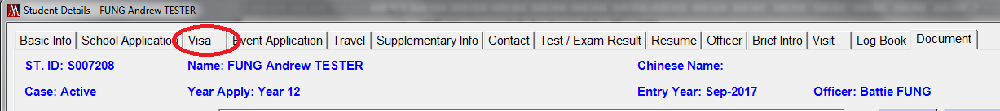 Student Details - FUNG Andrew TESTER
Basic Info School Application Visa Event Application Travel Supplementary Info Contact Test / Exam Result Resume Officer Brief Intro Visit Log Book Document
ST. ID: S007208 Name: FUNG Andrew TESTER Chinese Name:
Case: Active Year Apply: Year 12 Entry Year: Sep-2017 Officer: Battie FUNG